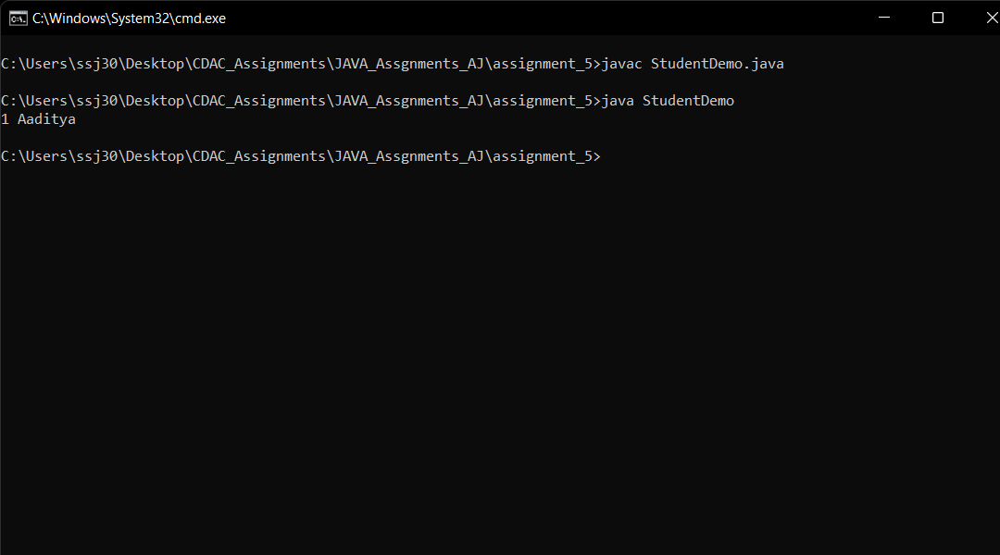 C:\Windows\System32\cmd.exe
C:\Users\ssj30\Desktop\CDAC_Assignments\JAVA_Assgnments_AJ\assignment_5>javac StudentDemo.java
C:\Users\ssj30\Desktop\CDAC_Assignments\JAVA_Assgnments_AJ\assignment_5>java StudentDemo
1 Aaditya
C:\Users\ssj30\Desktop\CDAC_Assignments\JAVA_Assgnments_AJ\assignment_5>